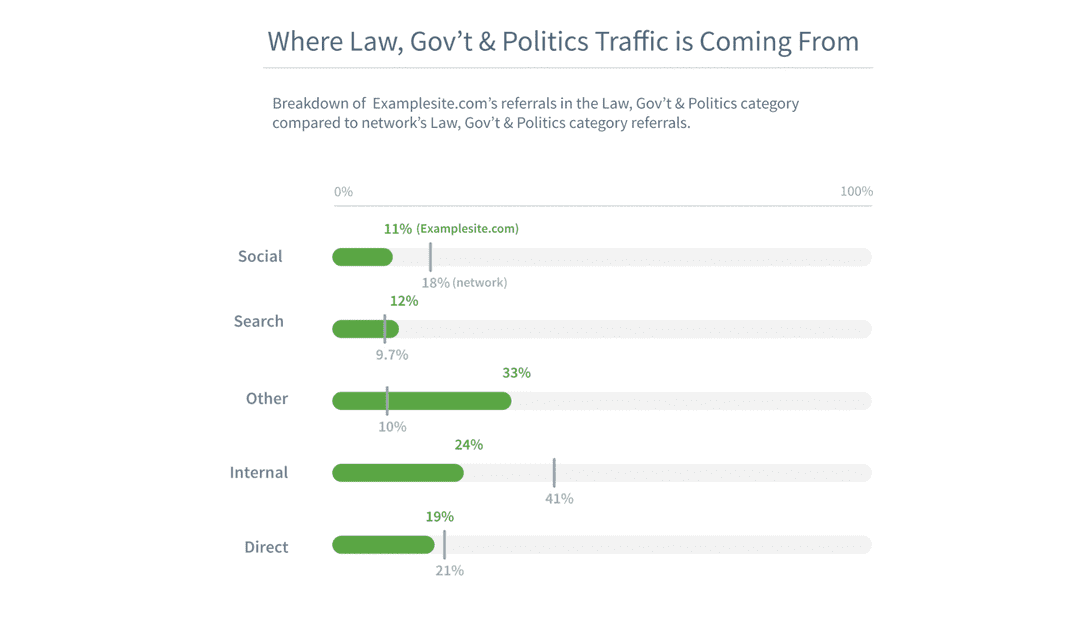 Where Law, Gov’t & Politics Traffic is Coming From
Breakdown of Examplesite.com’s referrals in the Law, Gov’t & Politics category
compared to network’s Law, Gov’t & Politics category referrals.
0% 100%
11% (Examplesite.com)
Social
18% (network)
12%
Search
9.7%
33%
Other
10%
24%
Internal
41%
19%
Direct
21%